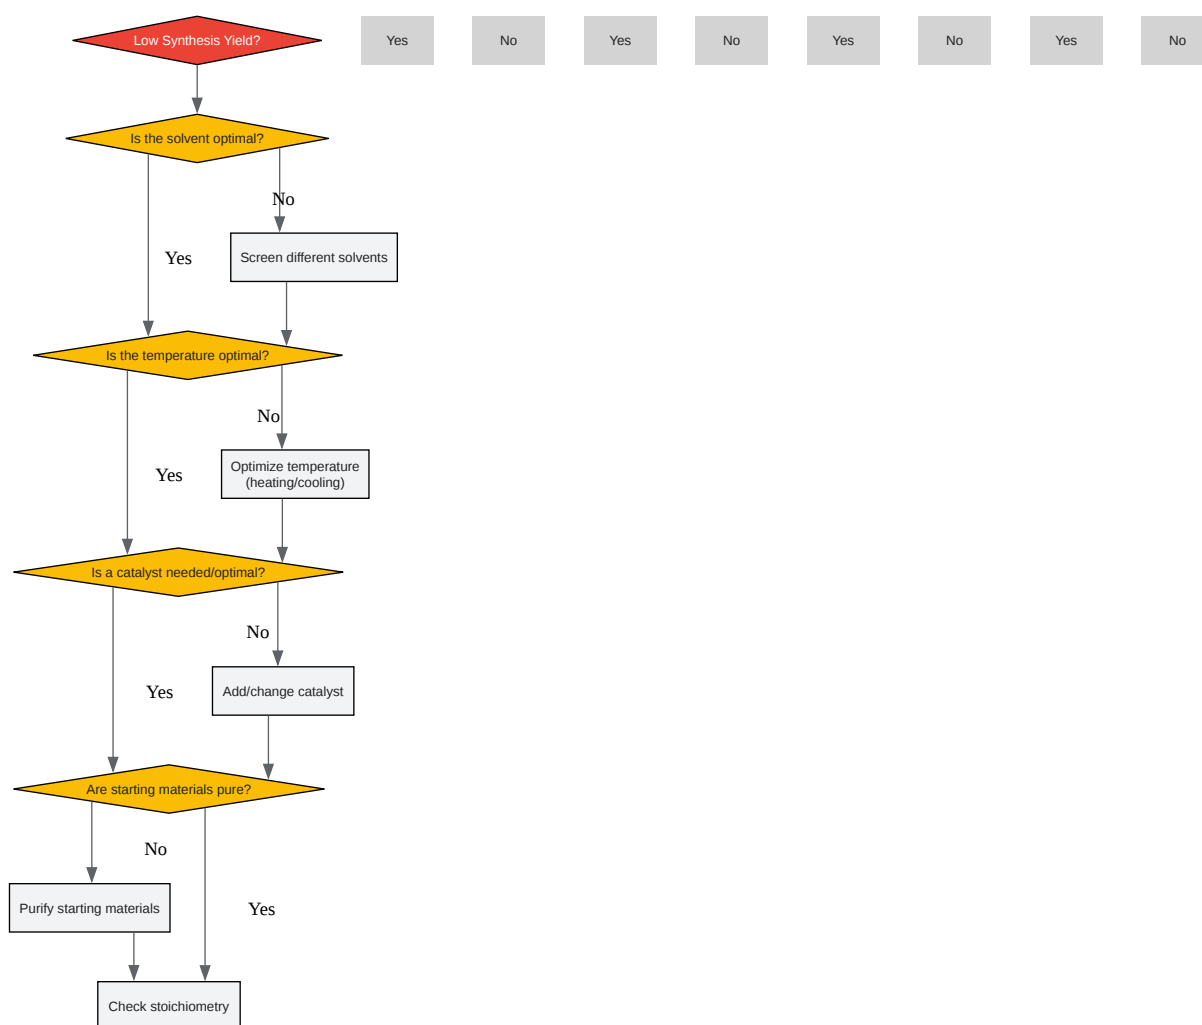 Low Synthesis Yield?
Yes
No
Yes
No
Yes
No
Yes
No
Is the solvent optimal?
No
Yes
Screen different solvents
Is the temperature optimal?
No
Optimize temperature
(heating/cooling)
Yes
Is a catalyst needed/optimal?
No
Yes
Add/change catalyst
Are starting materials pure?
No
Purify starting materials
Yes
Check stoichiometry